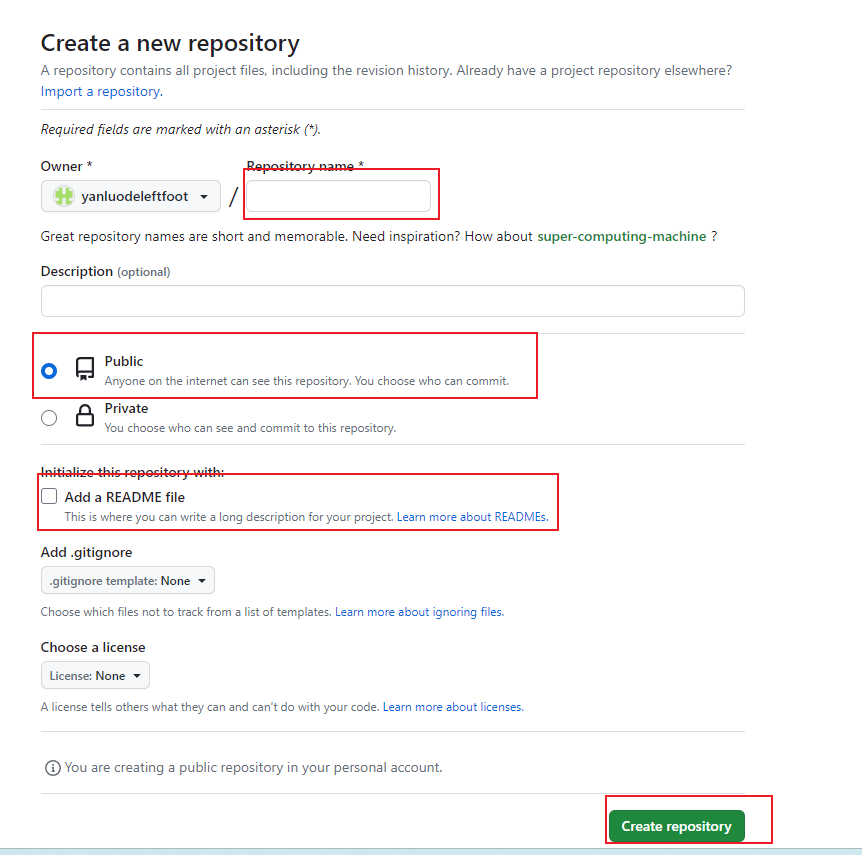 Create a new repository
A repository contains all project files, including the revision history. Already have a project repository elsewhere?
Import a repository.
Required fields are marked with an asterisk (*).
Owner *
Repository name *
yanluodeleftfoot
/
Great repository names are short and memorable. Need inspiration? How about super-computing-machine ?
Description (optional)
Public
Anyone on the internet can see this repository. You choose who can commit.
Private
You choose who can see and commit to this repository.
Initialize this repository with:
Add a README file
This is where you can write a long description for your project. Learn more about READMEs.
Add .gitignore
.gitignore template: None
Choose which files not to track from a list of templates. Learn more about ignoring files.
Choose a license
License: None
A license tells others what they can and can't do with your code. Learn more about licenses.
You are creating a public repository in your personal account.
Create repository